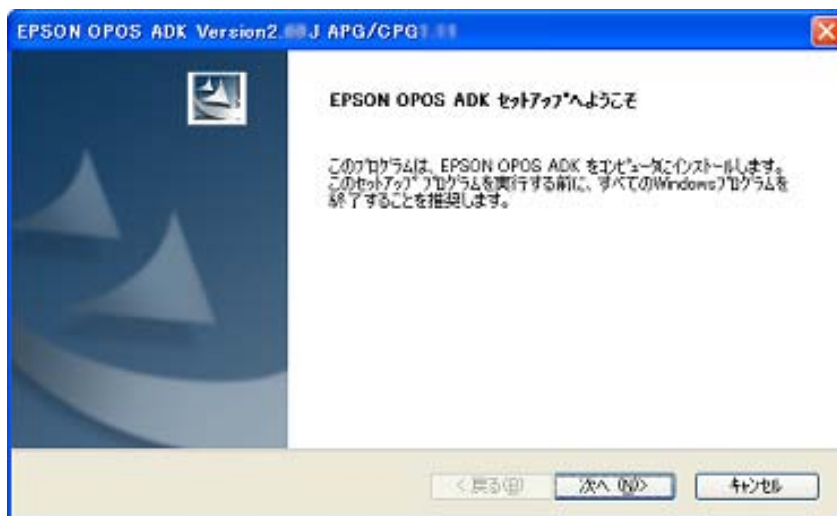 EPSON OPOS ADK Version2. J APG/CPG
EPSON OPOS ADK ｾｯﾄｱｯﾌﾟへようこそ
このﾌﾟﾛｸﾞﾗﾑは、EPSON OPOS ADK をｺﾝﾋﾟｭｰﾀにｲﾝｽﾄｰﾙします。
このｾｯﾄｱｯﾌﾟ ﾌﾟﾛｸﾞﾗﾑを実行する前に、すべてのWindowsﾌﾟﾛｸﾞﾗﾑを
終了することを推奨します。
< 戻る(B)
次へ (N)>
ｷｬﾝｾﾙ